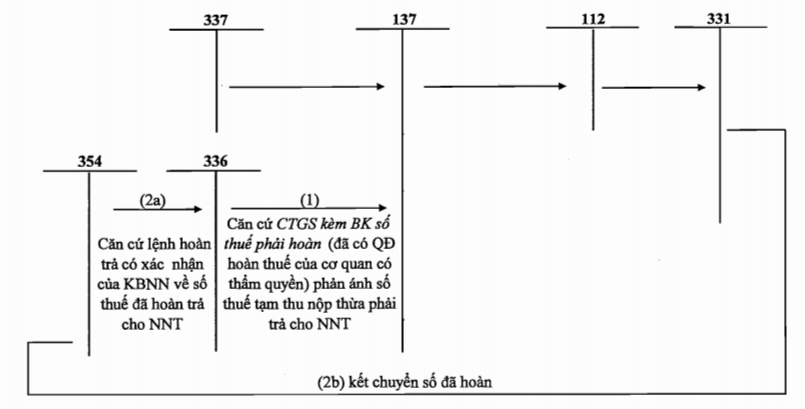 337
137
112
331
354
336
(2a)
(1)
Căn cứ lệnh hoàn
trả có xác nhận
của KBNN về số
thuế đã hoàn trả
cho NNT
Căn cứ CTGS kèm BK số
thuế phải hoàn (đã có QĐ
hoàn thuế của cơ quan có
thẩm quyền) phản ánh số
thuế tạm thu nộp thừa phải
trả cho NNT
(2b) kết chuyển số đã hoàn